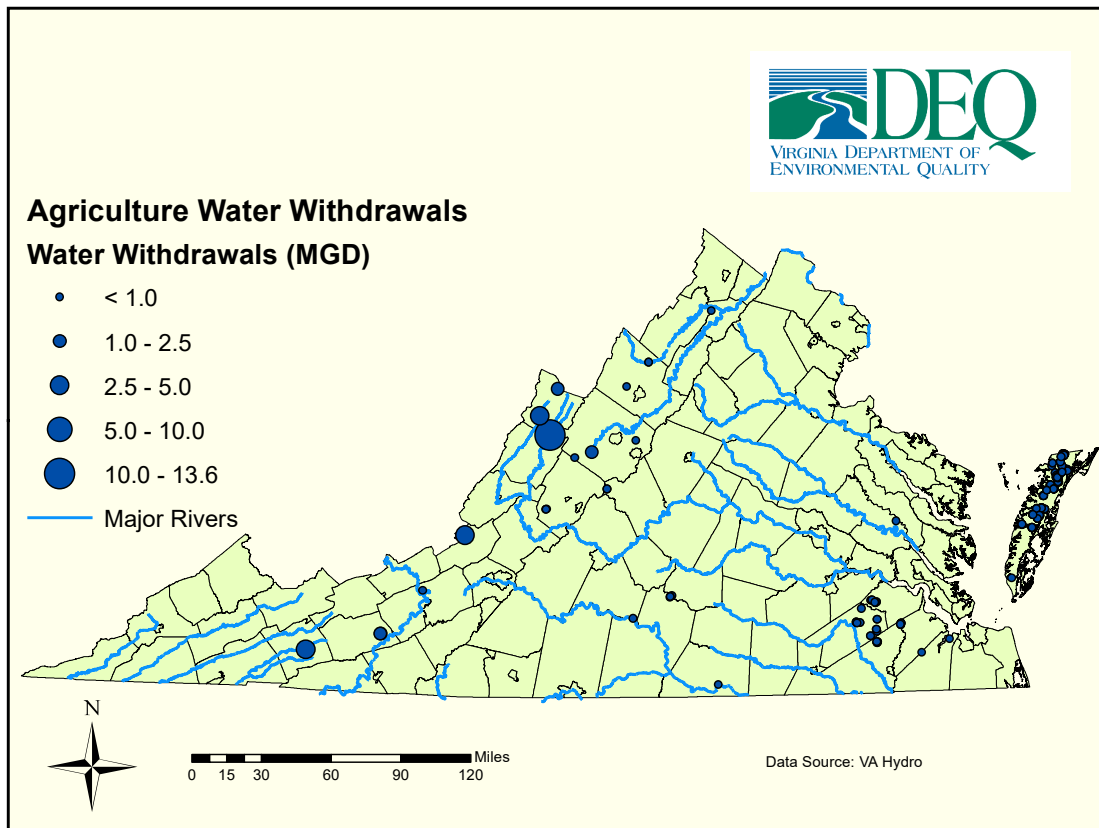 DEQ
VIRGINIA DEPARTMENT OF
ENVIRONMENTAL QUALITY
Agriculture Water Withdrawals
Water Withdrawals (MGD)
< 1.0
1.0 - 2.5
2.5 - 5.0
5.0 - 10.0
10.0 - 13.6
Major Rivers
N
Miles
0 15 30 60 90 120
Data Source: VA Hydro